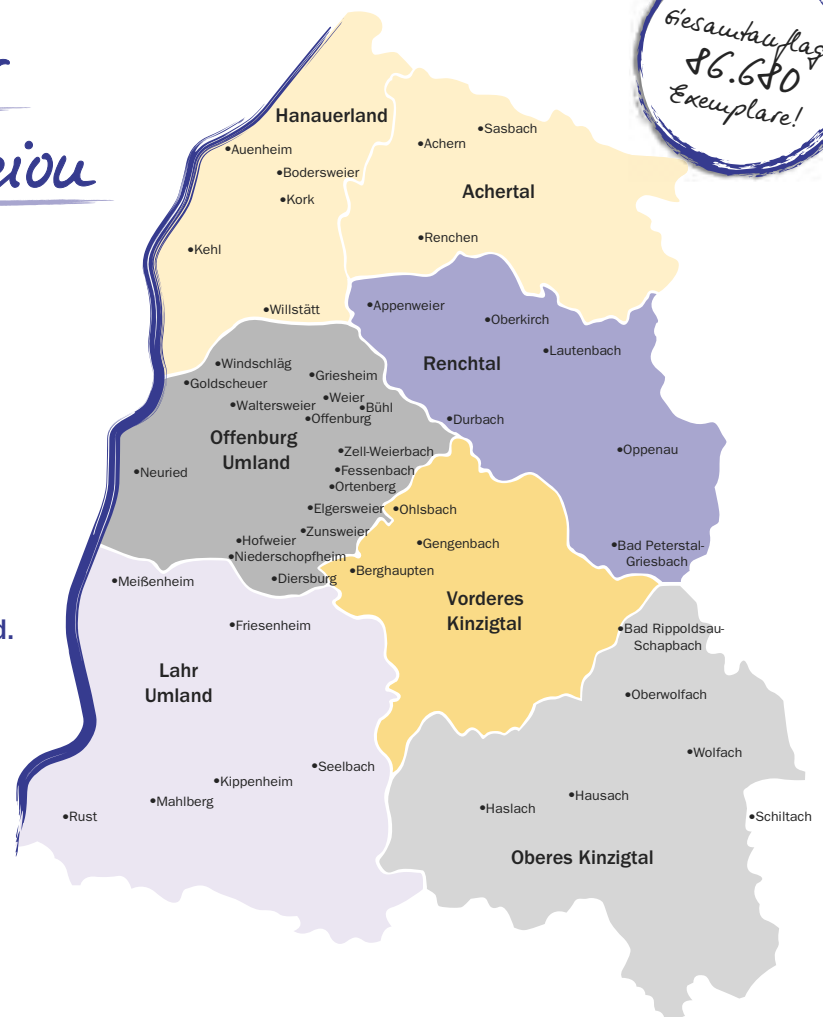 Gesamtauflag
86.680
Exemplare!
Hanauerland
Auenheim
Bodersweier
Kork
Kehl
Willstätt
Sasbach
Achern
Achertal
Renchen
Appenweier
Oberkirch
Lautenbach
Renchtal
Durbach
Oppenau
Bad Peterstal-
Griesbach
Windschläg
Griesheim
Goldscheuer
Weier
Waltersweier
Bühl
Offenburg
Offenburg
Umland
Zell-Weierbach
Neuried
Fessenbach
Ortenberg
Elgersweier
Zunsweier
Hofweier
Niederschopfheim
Diersburg
Ohlsbach
Gengenbach
Berghaupten
Vorderes
Kinzigtal
Meißenheim
Friesenheim
d.
Lahr
Umland
Seelbach
Kippenheim
Mahlberg
Rust
Bad Rippoldsau-
Schapbach
Oberwolfach
Wolfach
Hausach
Haslach
Schiltach
Oberes Kinzigtal